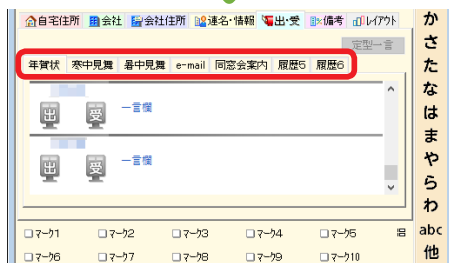 自宅住所 会社 会社住所 連名・情報 出・受 備考 レイアウト
定型一言
年賀状 寒中見舞 暑中見舞 e-mail 同窓会案内 履歴5 履歴6
出 受 一言欄
出 受 一言欄
マーク1 マーク2 マーク3 マーク4 マーク5
マーク6 マーク7 マーク8 マーク9 マーク10
か
さ
た
な
は
ま
や
ら
わ
abc
他